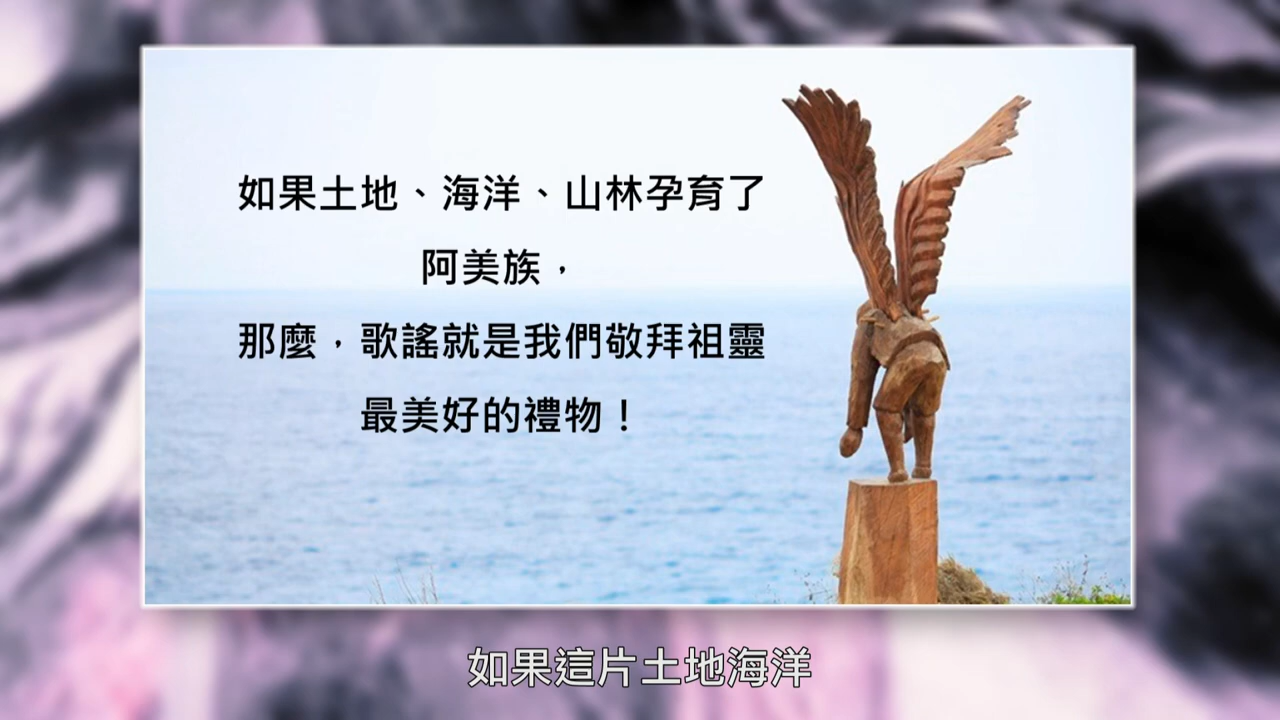 如果土地、海洋、山林孕育了
阿美族，
那麼，歌謠就是我們敬拜祖靈
最美好的禮物！
如果這片土地海洋